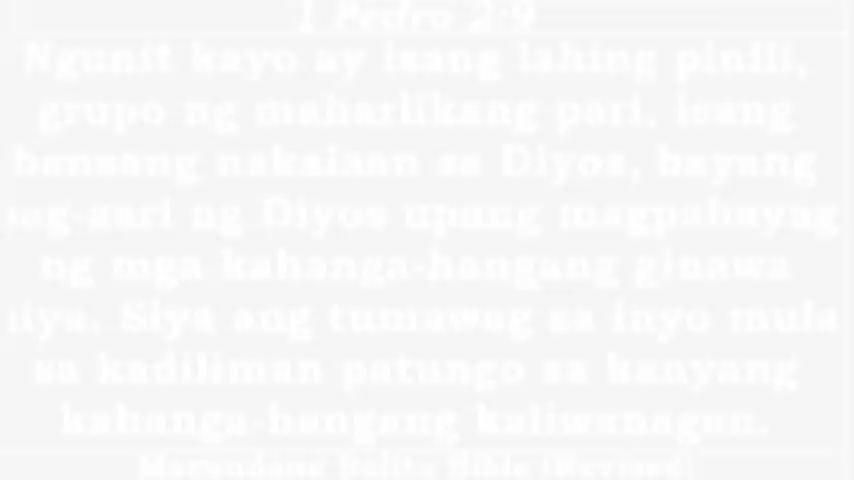 1 Pedro 2:9
Ngunit kayo ay isang lahing pinili,
grupo ng maharlikang pari, isang
bansang nakalaan sa Diyos, bayang
ag-aari ng Diyos upang magpahayag
ng mga kahanga-hangang ginawa
iya. Siya ang tumawag sa inyo mula
sa kadiliman patungo sa kanyang
kahanga-hangang kaliwanagan.
Magandang Balita Bible (Revised)